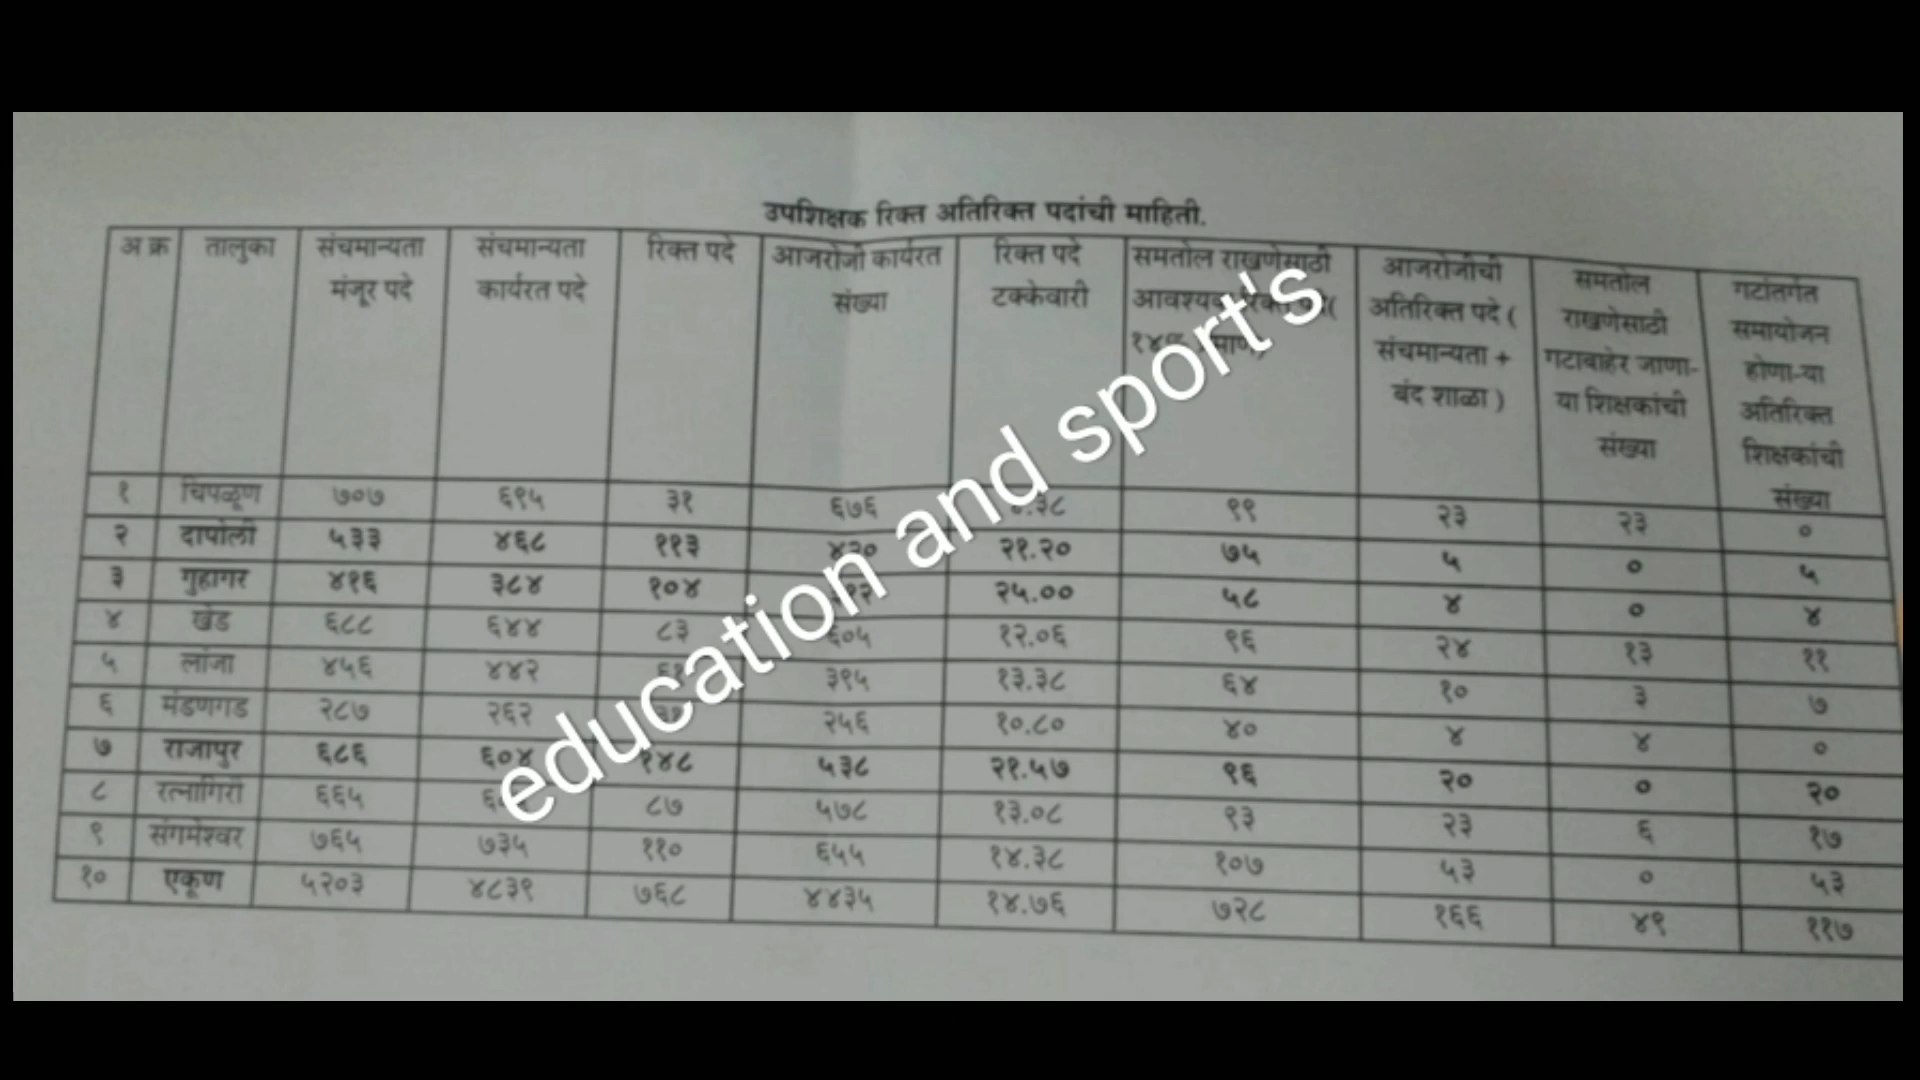 उपशिक्षक रिक्त अतिरिक्त पदांची माहिती.
अ क्र तालुका संचमान्यता मंजूर पदे संचमान्यता कार्यरत पदे रिक्त पदे आजरोजी कार्यरत संख्या रिक्त पदे टक्केवारी समतोल राखणेसाठी आजरोजीची अतिरिक्त पदे ( संचमान्यता + बंद शाळा ) समतोल राखणेसाठी गटाबाहेर जाणा-या शिक्षकांची संख्या गटांतर्गत समायोजन होणा-या अतिरिक्त शिक्षकांची संख्या
१ चिपळूण ७०७ ६९५ ३१ ६७६ ९९ २३ २३ ०
२ दापोली ५३३ ४६८ ११३ ४२० २१.२० ७५ ५ ० ५
३ गुहागर ४१६ ३८४ १०४ २५.०० ५८ ४ ० ४
४ खेड ६८८ ६४४ ८३ ६०५ १२.०६ ९६ २४ १३ ११
५ लांजा ४५६ ४४२ ३९५ १३.३८ ६४ १० ३ ७
६ मंडणगड २८७ २६२ २५६ १०.८० ४० ४ ४ ०
७ राजापुर ६८६ ६०४ १४८ ५३८ २१.५७ ९६ २० ० २०
८ रत्नागिरी ६६५ ८७ ५७८ १३.०८ ९३ २३ ६ १७
९ संगमेश्वर ७६५ ७३५ ११० ६५५ १४.३८ १०७ ५३ ० ५३
१० एकूण ५२०३ ४८३९ ७६८ ४४३५ १४.७६ ७२८ १६६ ४९ ११७
education and sport's